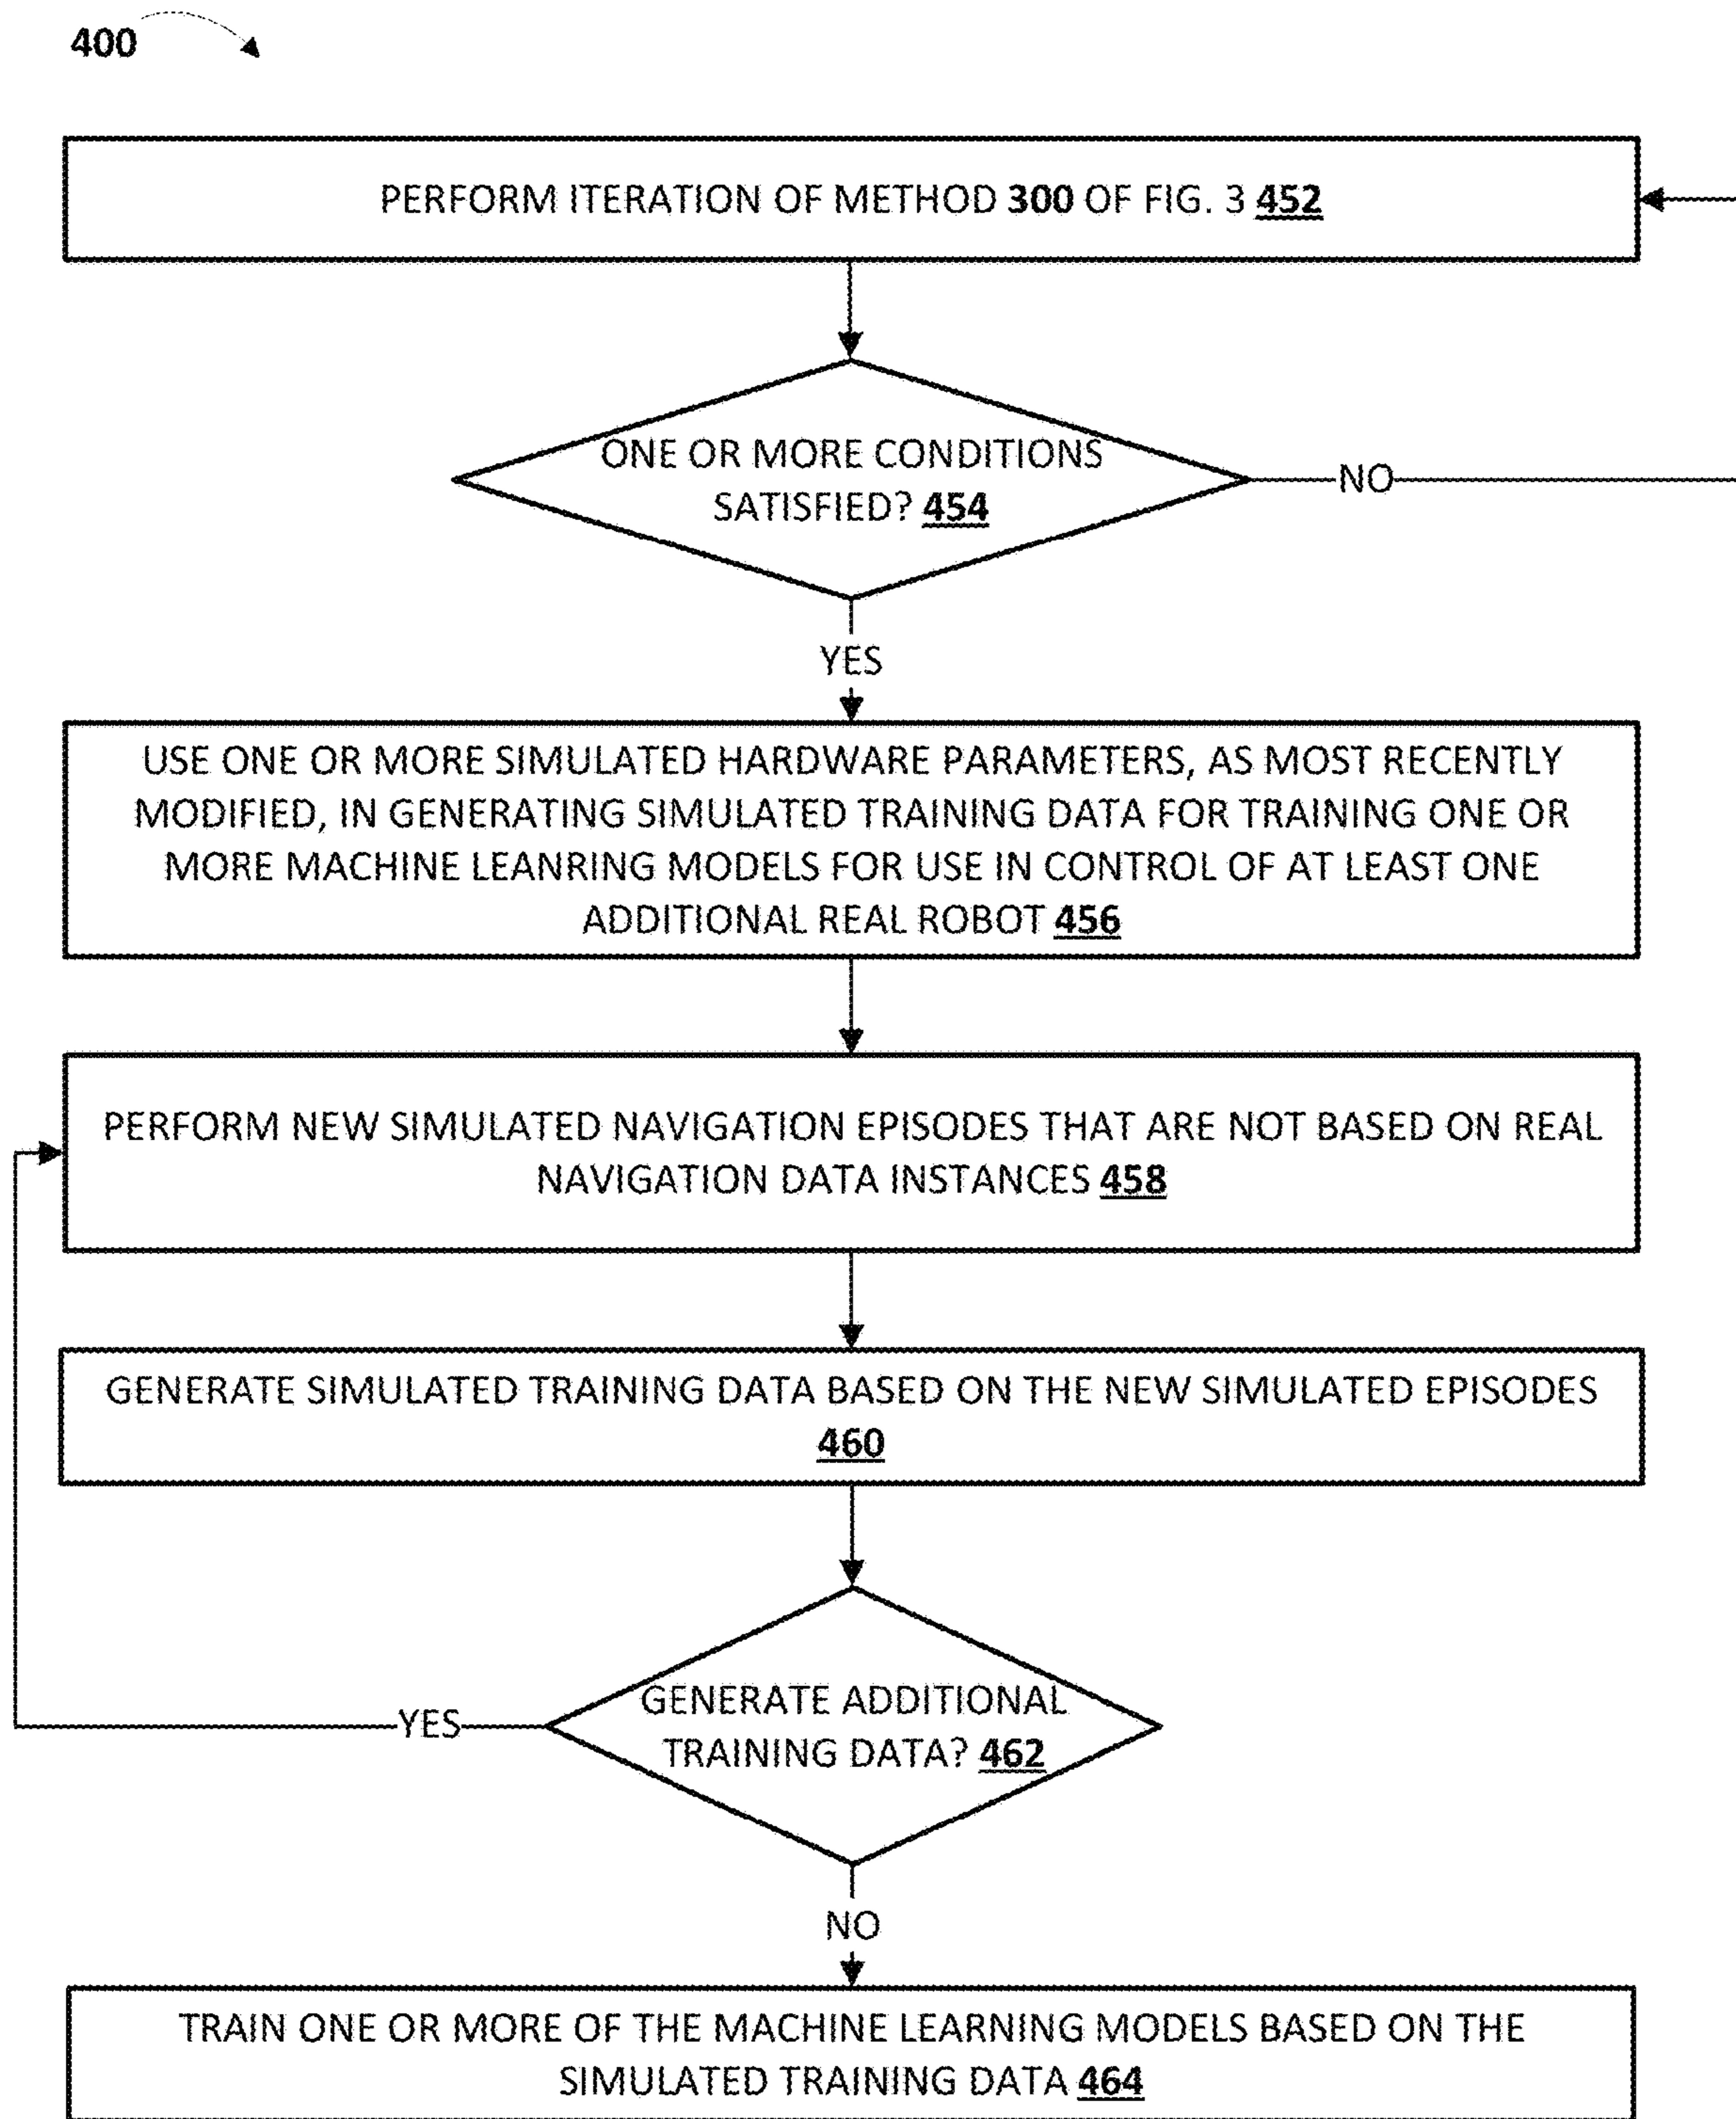 400
PERFORM ITERATION OF METHOD 300 OF FIG. 3 452
ONE OR MORE CONDITIONS
SATISFIED? 454
NO
YES
USE ONE OR MORE SIMULATED HARDWARE PARAMETERS, AS MOST RECENTLY
MODIFIED, IN GENERATING SIMULATED TRAINING DATA FOR TRAINING ONE OR
MORE MACHINE LEANRING MODELS FOR USE IN CONTROL OF AT LEAST ONE
ADDITIONAL REAL ROBOT 456
PERFORM NEW SIMULATED NAVIGATION EPISODES THAT ARE NOT BASED ON REAL
NAVIGATION DATA INSTANCES 458
GENERATE SIMULATED TRAINING DATA BASED ON THE NEW SIMULATED EPISODES
460
GENERATE ADDITIONAL
TRAINING DATA? 462
YES
NO
TRAIN ONE OR MORE OF THE MACHINE LEARNING MODELS BASED ON THE
SIMULATED TRAINING DATA 464